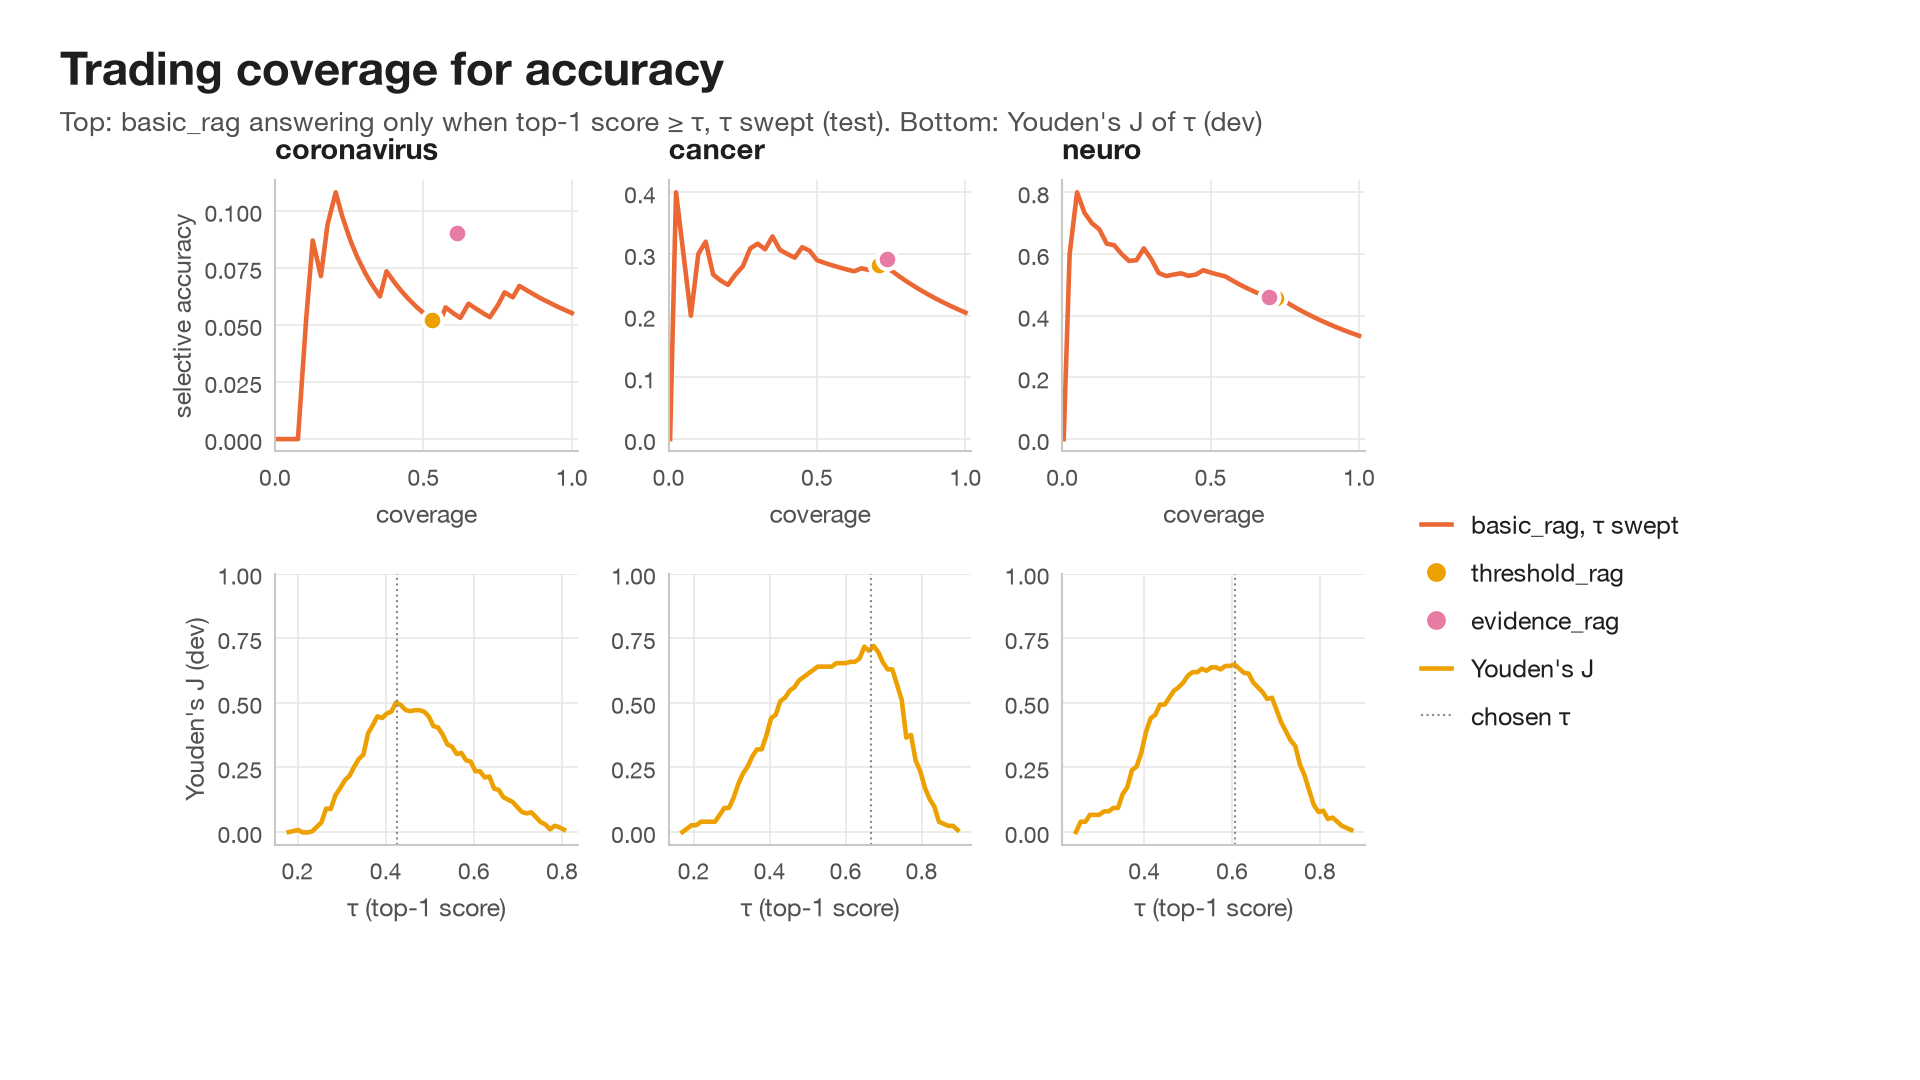 Trading coverage for accuracy
Top: basic_rag answering only when top-1 score ≥ τ, τ swept (test). Bottom: Youden's J of τ (dev)
coronavirus
cancer
neuro
selective accuracy
0.100
0.075
0.050
0.025
0.000
0.0 0.5 1.0
coverage
0.4
0.3
0.2
0.1
0.0
0.0 0.5 1.0
coverage
0.8
0.6
0.4
0.2
0.0
0.0 0.5 1.0
coverage
Youden's J (dev)
1.00
0.75
0.50
0.25
0.00
0.2 0.4 0.6 0.8
τ (top-1 score)
1.00
0.75
0.50
0.25
0.00
0.2 0.4 0.6 0.8
τ (top-1 score)
1.00
0.75
0.50
0.25
0.00
0.4 0.6 0.8
τ (top-1 score)
basic_rag, τ swept
threshold_rag
evidence_rag
Youden's J
chosen τ